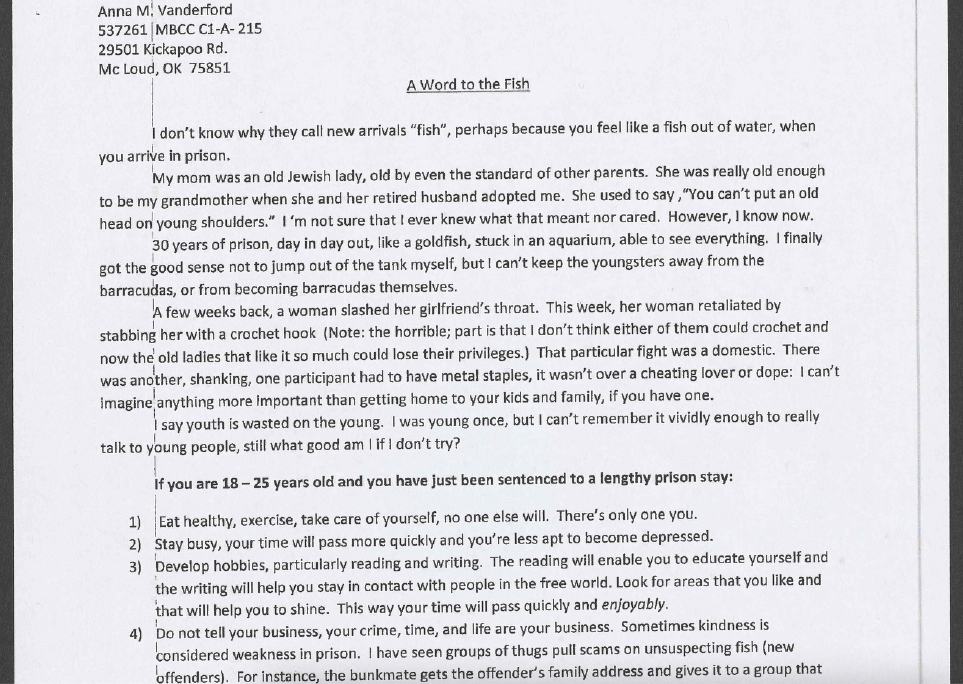 Anna M. Vanderford
537261 MBCC C1-A- 215
29501 Kickapoo Rd.
Mc Loud, OK 75851
A Word to the Fish
I don't know why they call new arrivals "fish", perhaps because you feel like a fish out of water, when
you arrive in prison.
My mom was an old Jewish lady, old by even the standard of other parents. She was really old enough
to be my grandmother when she and her retired husband adopted me. She used to say ,"You can't put an old
head on young shoulders." I 'm not sure that I ever knew what that meant nor cared. However, I know now.
30 years of prison, day in day out, like a goldfish, stuck in an aquarium, able to see everything. I finally
got the good sense not to jump out of the tank myself, but I can't keep the youngsters away from the
barracudas, or from becoming barracudas themselves.
A few weeks back, a woman slashed her girlfriend's throat. This week, her woman retaliated by
stabbing her with a crochet hook (Note: the horrible; part is that I don't think either of them could crochet and
now the old ladies that like it so much could lose their privileges.) That particular fight was a domestic. There
was another, shanking, one participant had to have metal staples, it wasn't over a cheating lover or dope: I can't
imagine anything more important than getting home to your kids and family, if you have one.
I say youth is wasted on the young. I was young once, but I can't remember it vividly enough to really
talk to young people, still what good am I if I don't try?
If you are 18 – 25 years old and you have just been sentenced to a lengthy prison stay:
1) Eat healthy, exercise, take care of yourself, no one else will. There's only one you.
2) Stay busy, your time will pass more quickly and you're less apt to become depressed.
3) Develop hobbies, particularly reading and writing. The reading will enable you to educate yourself and
the writing will help you stay in contact with people in the free world. Look for areas that you like and
that will help you to shine. This way your time will pass quickly and enjoyably.
4) Do not tell your business, your crime, time, and life are your business. Sometimes kindness is
considered weakness in prison. I have seen groups of thugs pull scams on unsuspecting fish (new
offenders). For instance, the bunkmate gets the offender's family address and gives it to a group that